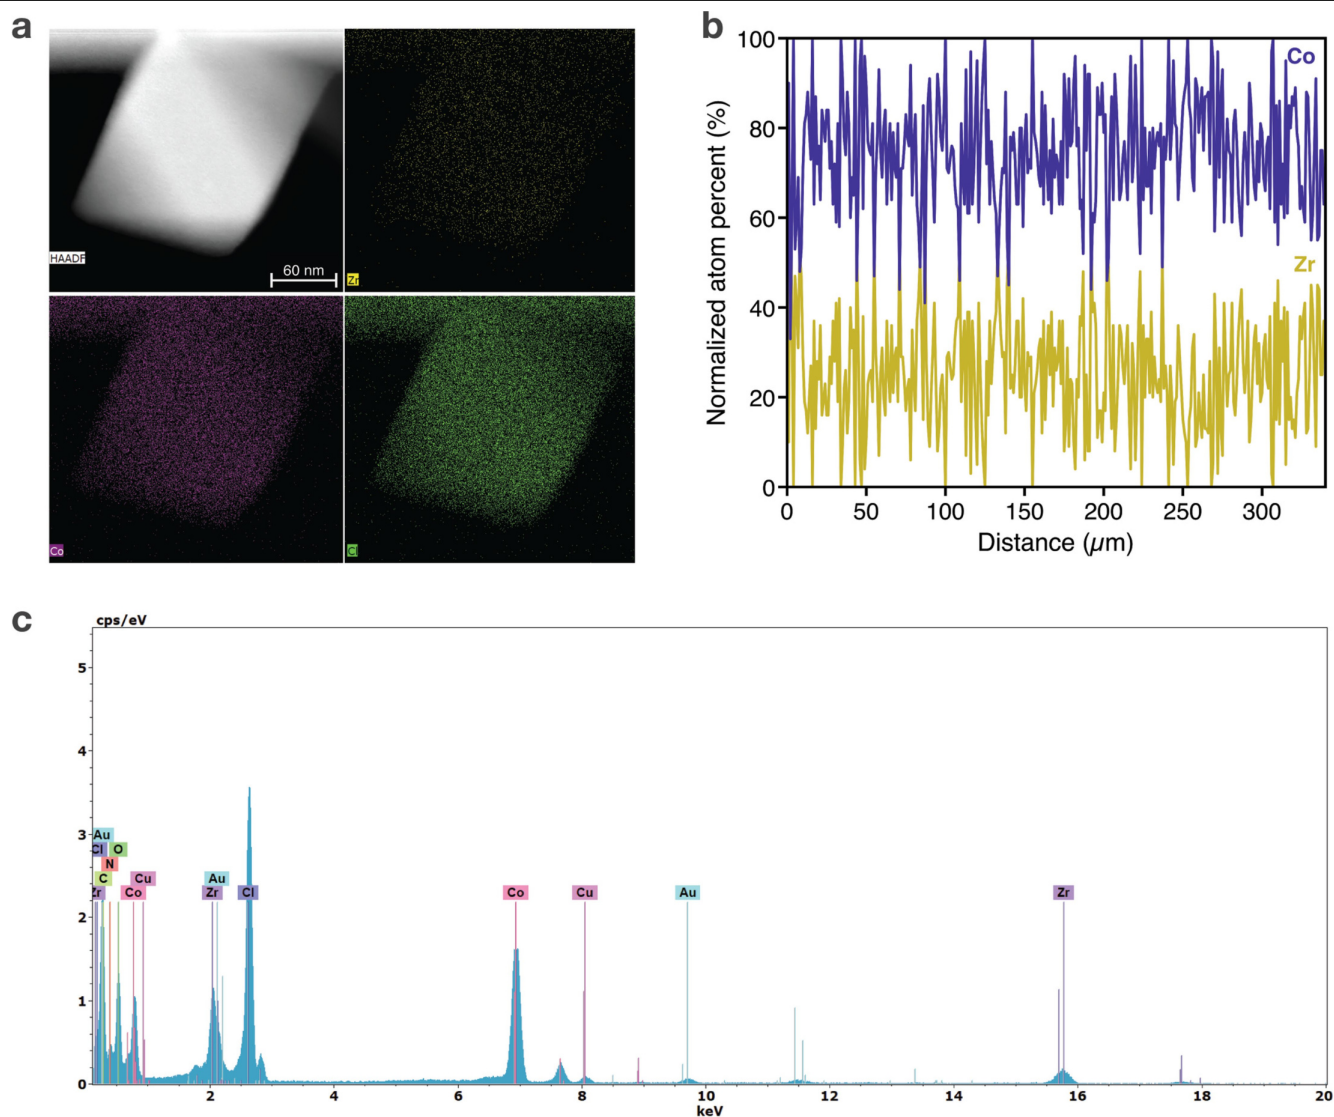 a
HAADF
60 nm
Zr
Co
Cl
b
Normalized atom percent (%)
100
80
60
40
20
0
Co
Zr
0 50 100 150 200 250 300
Distance (µm)
c
cps/eV
5
4
3
2
1
0
Au
Cl O
N
C Cu Au
Zr Co Zr Cl Co Cu Au Zr
2 4 6 8 10 12 14 16 18 20
keV